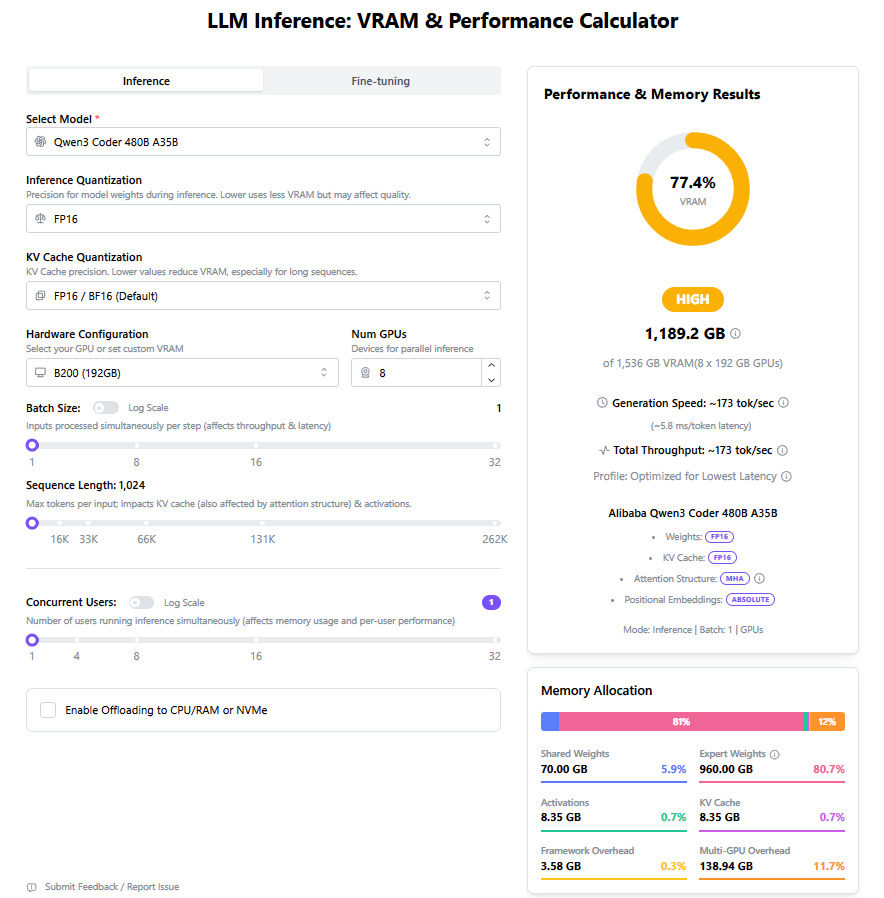 LLM Inference: VRAM & Performance Calculator
Inference
Fine-tuning
Select Model *
Qwen3 Coder 480B A35B
Inference Quantization
Precision for model weights during inference. Lower uses less VRAM but may affect quality.
FP16
KV Cache Quantization
KV Cache precision. Lower values reduce VRAM, especially for long sequences.
FP16 / BF16 (Default)
Hardware Configuration
Select your GPU or set custom VRAM
B200 (192GB)
Num GPUs
Devices for parallel inference
8
Batch Size:
Log Scale
1
Inputs processed simultaneously per step (affects throughput & latency)
1 8 16 32
Sequence Length: 1,024
Max tokens per input; impacts KV cache (also affected by attention structure) & activations.
16K 33K 66K 131K 262K
Concurrent Users:
Log Scale
1
Number of users running inference simultaneously (affects memory usage and per-user performance)
1 4 8 16 32
Enable Offloading to CPU/RAM or NVMe
Submit Feedback / Report Issue
Performance & Memory Results
77.4%
VRAM
HIGH
1,189.2 GB
of 1,536 GB VRAM(8 x 192 GB GPUs)
Generation Speed: ~173 tok/sec
(~5.8 ms/token latency)
Total Throughput: ~173 tok/sec
Profile: Optimized for Lowest Latency
Alibaba Qwen3 Coder 480B A35B
• Weights: FP16
• KV Cache: FP16
• Attention Structure: MHA
• Positional Embeddings: ABSOLUTE
Mode: Inference | Batch: 1 | GPUs
Memory Allocation
81% 12%
Shared Weights
70.00 GB 5.9%
Expert Weights
960.00 GB 80.7%
Activations
8.35 GB 0.7%
KV Cache
8.35 GB 0.7%
Framework Overhead
3.58 GB 0.3%
Multi-GPU Overhead
138.94 GB 11.7%